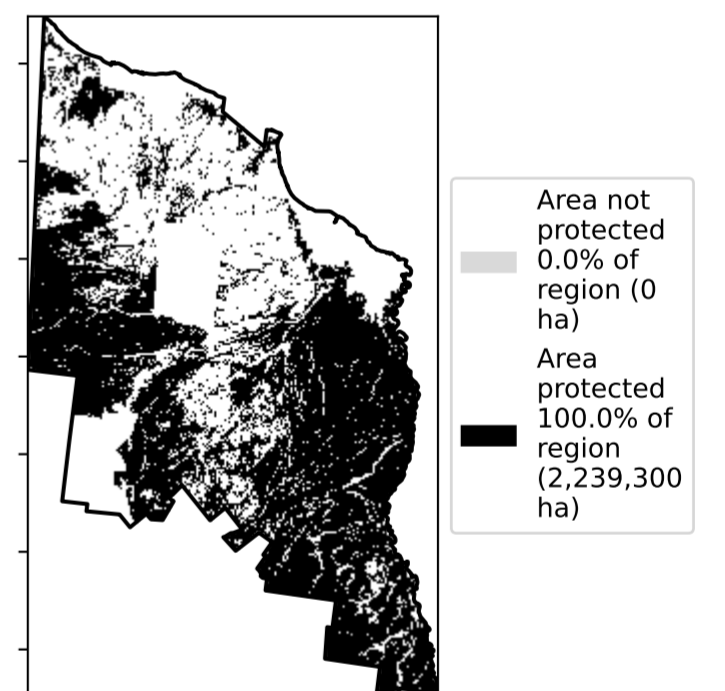 Area not
protected
0.0% of
region (0
ha)
Area
protected
100.0% of
region
(2,239,300
ha)